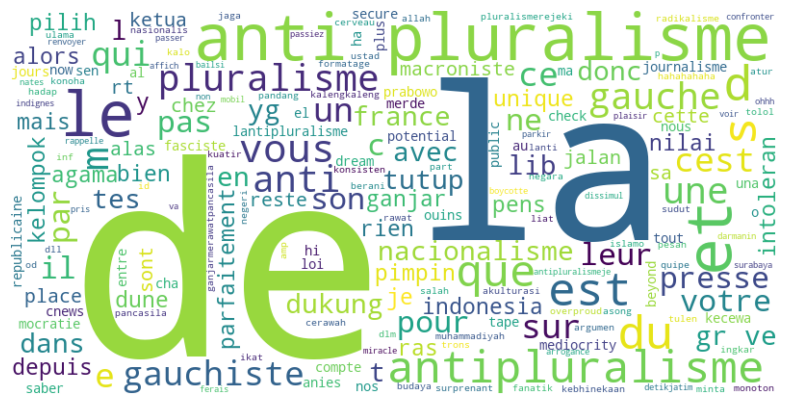 pilih
ketua
jaga
nasionalis
anti pluralisme
allah
secure
cerveau
pluralismerejeki
radikalisme
confronter
ulama
renvoyer
alors
qui
l
kalo
passer
passiez
ha
plus
ustad
formatage
macroniste
ce
ma
donc
journalisme
p
atur
jours
now
sen
affich
bailsi
pluralisme
gauche
d
hahahahaha
nates
konoha
rt
al
non
mobil
pandang
kalengkaleng
prabowo
merde
unique
cette
tolol
ohhh
hadap
indignes
le
y
chez
yg
un
france
ne
check
nous
plaisir
voir
mais
pas
lantipluralisme
el
potential
public
au
lanti
parkir
s
rappelle
m
alas
fasciste
vous
c
avec
lib
cest
nilai
kelompok
agama
kuatir
dream
part
jalan
intoleran
inf
bien
en
anti
konsisten
tutup
sa
una
par
tes
ganjarmerawatpancasila
son
berani
ganjar
pens
negara
boycotte
une
et
o
id
reste
ouins
rawat
dissimul
tout
sudut
republicaine
dll
pris
va
negeri
rien
liat
islamo
pesan
darmanin
il
sont
entre
parfaitement
amp
hi
loi
nacionalisme
que
leur
presse
od
cha
pimpin
je
antipluralismeje
quipe
surabaya
place
dune
dukung
salah
akulturasi
est
beyond
votre
mocratie
cnews
pancasila
indonesia
overproud
asong
dans
de
la
pour
tape
argumen
sur
du
tulen
gr
ve
kecewa
depuis
cerawah
dlm
muhammadiyah
mediocrity
ingkar
disp
e
gauchiste
ikat
miracle
t
ras
arrogance
antipluralisme
saber
ferais
anies
compte
nos
budaya
surprenant
fanatik
kebhinekaan
detikjatim
minta
monoton